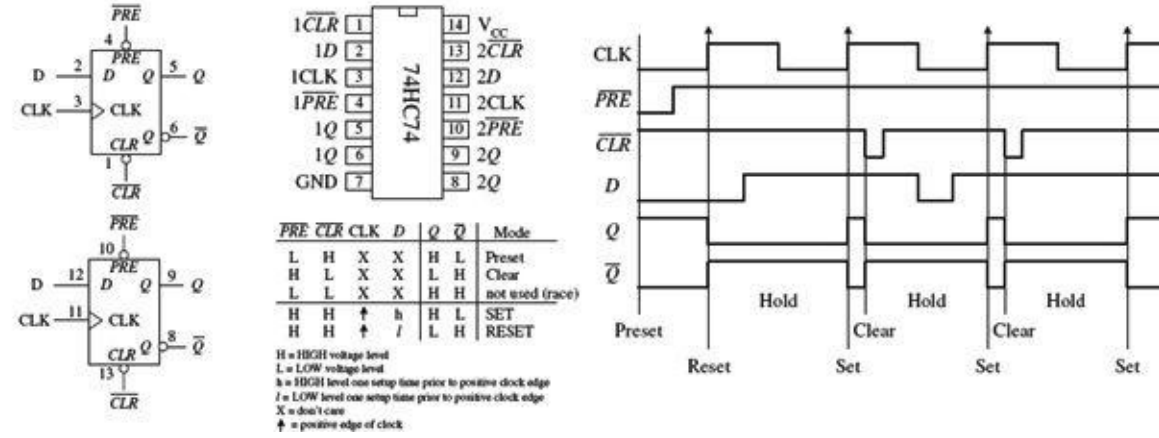 PRE
4
PRE
D 2 D Q 5 Q
CLK 3 CLK
Q 6 Q
CLR
1
CLR
PRE
10
PRE
D 12 D Q 9 Q
CLK 11 CLK
Q 8 Q
CLR
13
CLR
1CLR 1 14 VCC
1D 2 13 2CLR
1CLK 3 12 2D
1PRE 4 11 2CLK
1Q 5 10 2PRE
1Q 6 9 2Q
GND 7 8 2Q
74HC74
PRE CLR CLK D Q Q Mode
L H X X H L Preset
H L X X L H Clear
L L X X H H not used (race)
H H ↑ h H L SET
H H ↑ l L H RESET
H = HIGH voltage level
L = LOW voltage level
h = HIGH level one setup time prior to positive clock edge
l = LOW level one setup time prior to positive clock edge
X = don't care
↑ = positive edge of clock
CLK
PRE
CLR
D
Q
Q
Hold Hold Hold
Preset Clear Clear
Reset Set Set Set